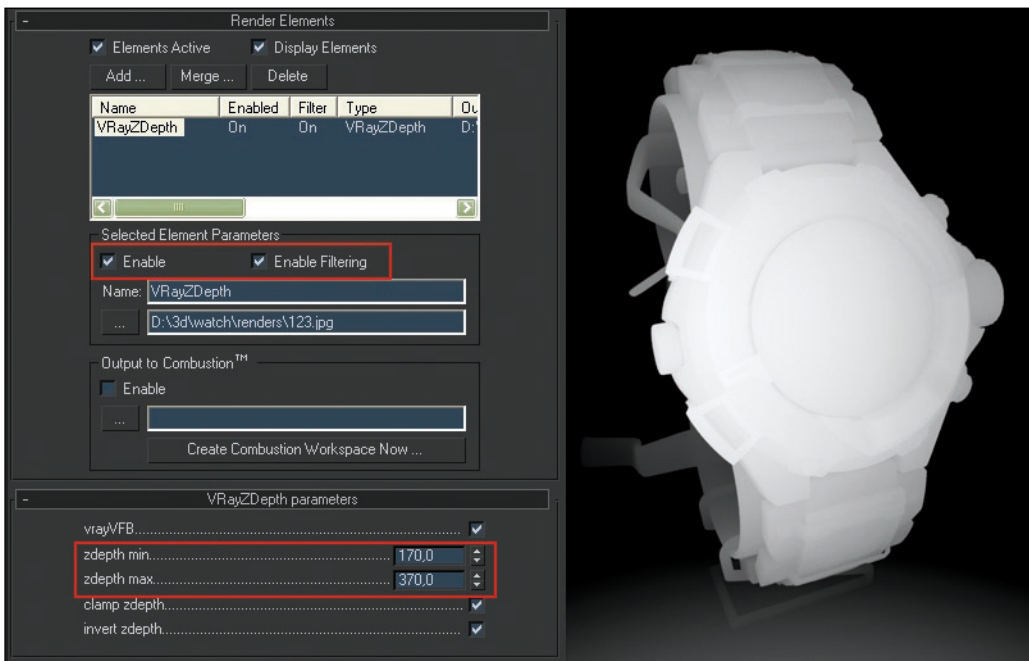 Render Elements
Elements Active
Display Elements
Add ...
Merge ...
Delete
Name Enabled Filter Type Ou
VRayZDepth On On VRayZDepth D:\
Selected Element Parameters
Enable
Enable Filtering
Name: VRayZDepth
... D:\3d\watch\renders\123.jpg
Output to Combustion™
Enable
...
Create Combustion Workspace Now ...
VRayZDepth parameters
vrayVFB
zdepth min 170,0
zdepth max 370,0
clamp zdepth
invert zdepth